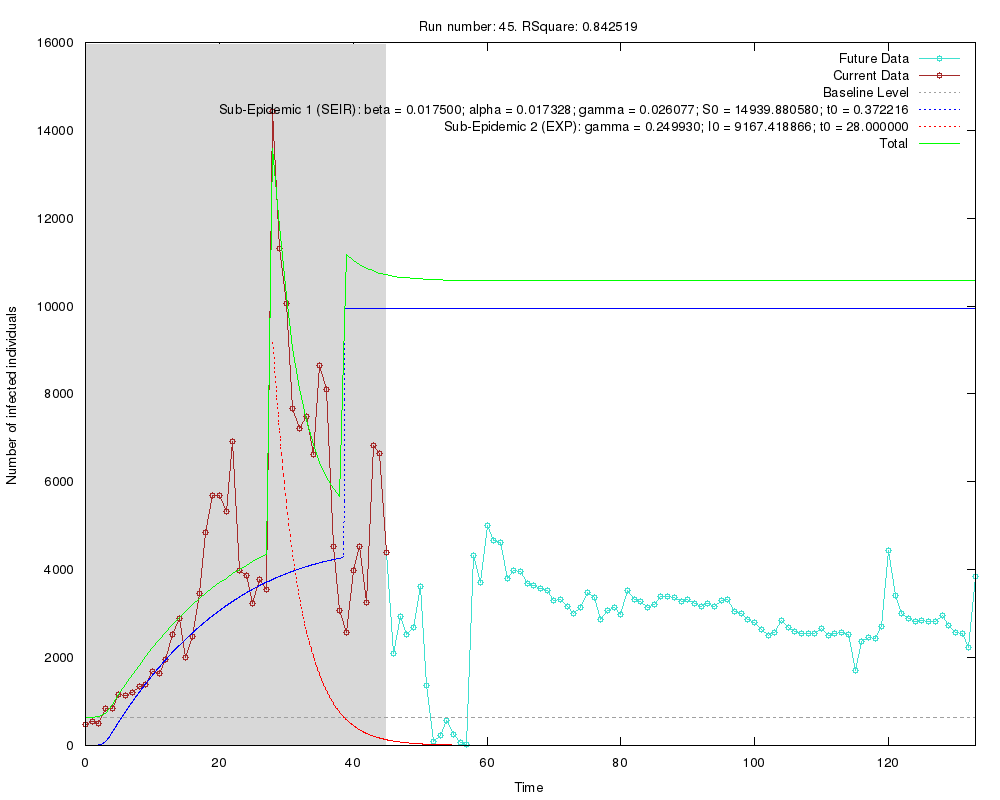 Run number: 45. RSquare: 0.842519
16000
14000
12000
10000
8000
6000
4000
2000
0
Number of infected individuals
Future Data
Current Data
Baseline Level
Sub-Epidemic 1 (SEIR): beta = 0.017500; alpha = 0.017328; gamma = 0.026077; S0 = 14939.880580; t0 = 0.372216
Sub-Epidemic 2 (EXP): gamma = 0.249930; I0 = 9167.418866; t0 = 28.000000
Total
0 20 40 60 80 100 120
Time